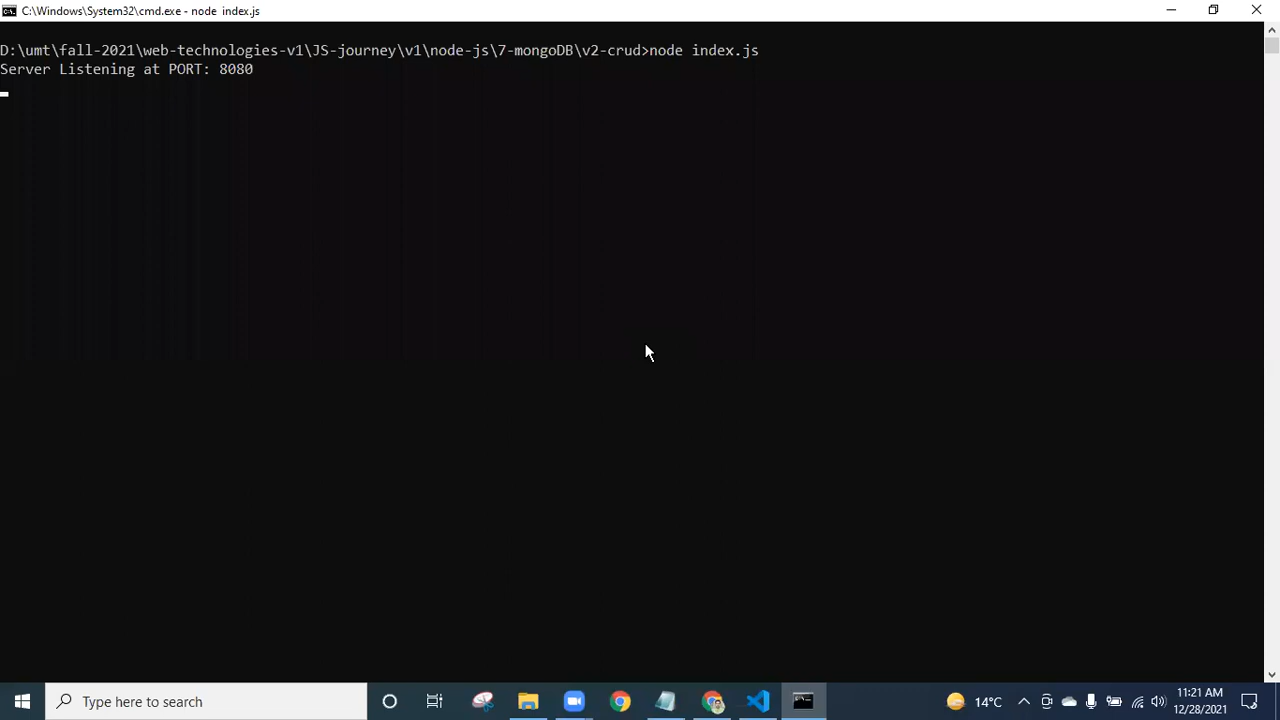 C:\Windows\System32\cmd.exe - node index.js
D:\umt\fall-2021\web-technologies-v1\JS-journey\v1\node-js\7-mongoDB\v2-crud>node index.js
Server Listening at PORT: 8080
Type here to search
14°C
11:21 AM
12/28/2021